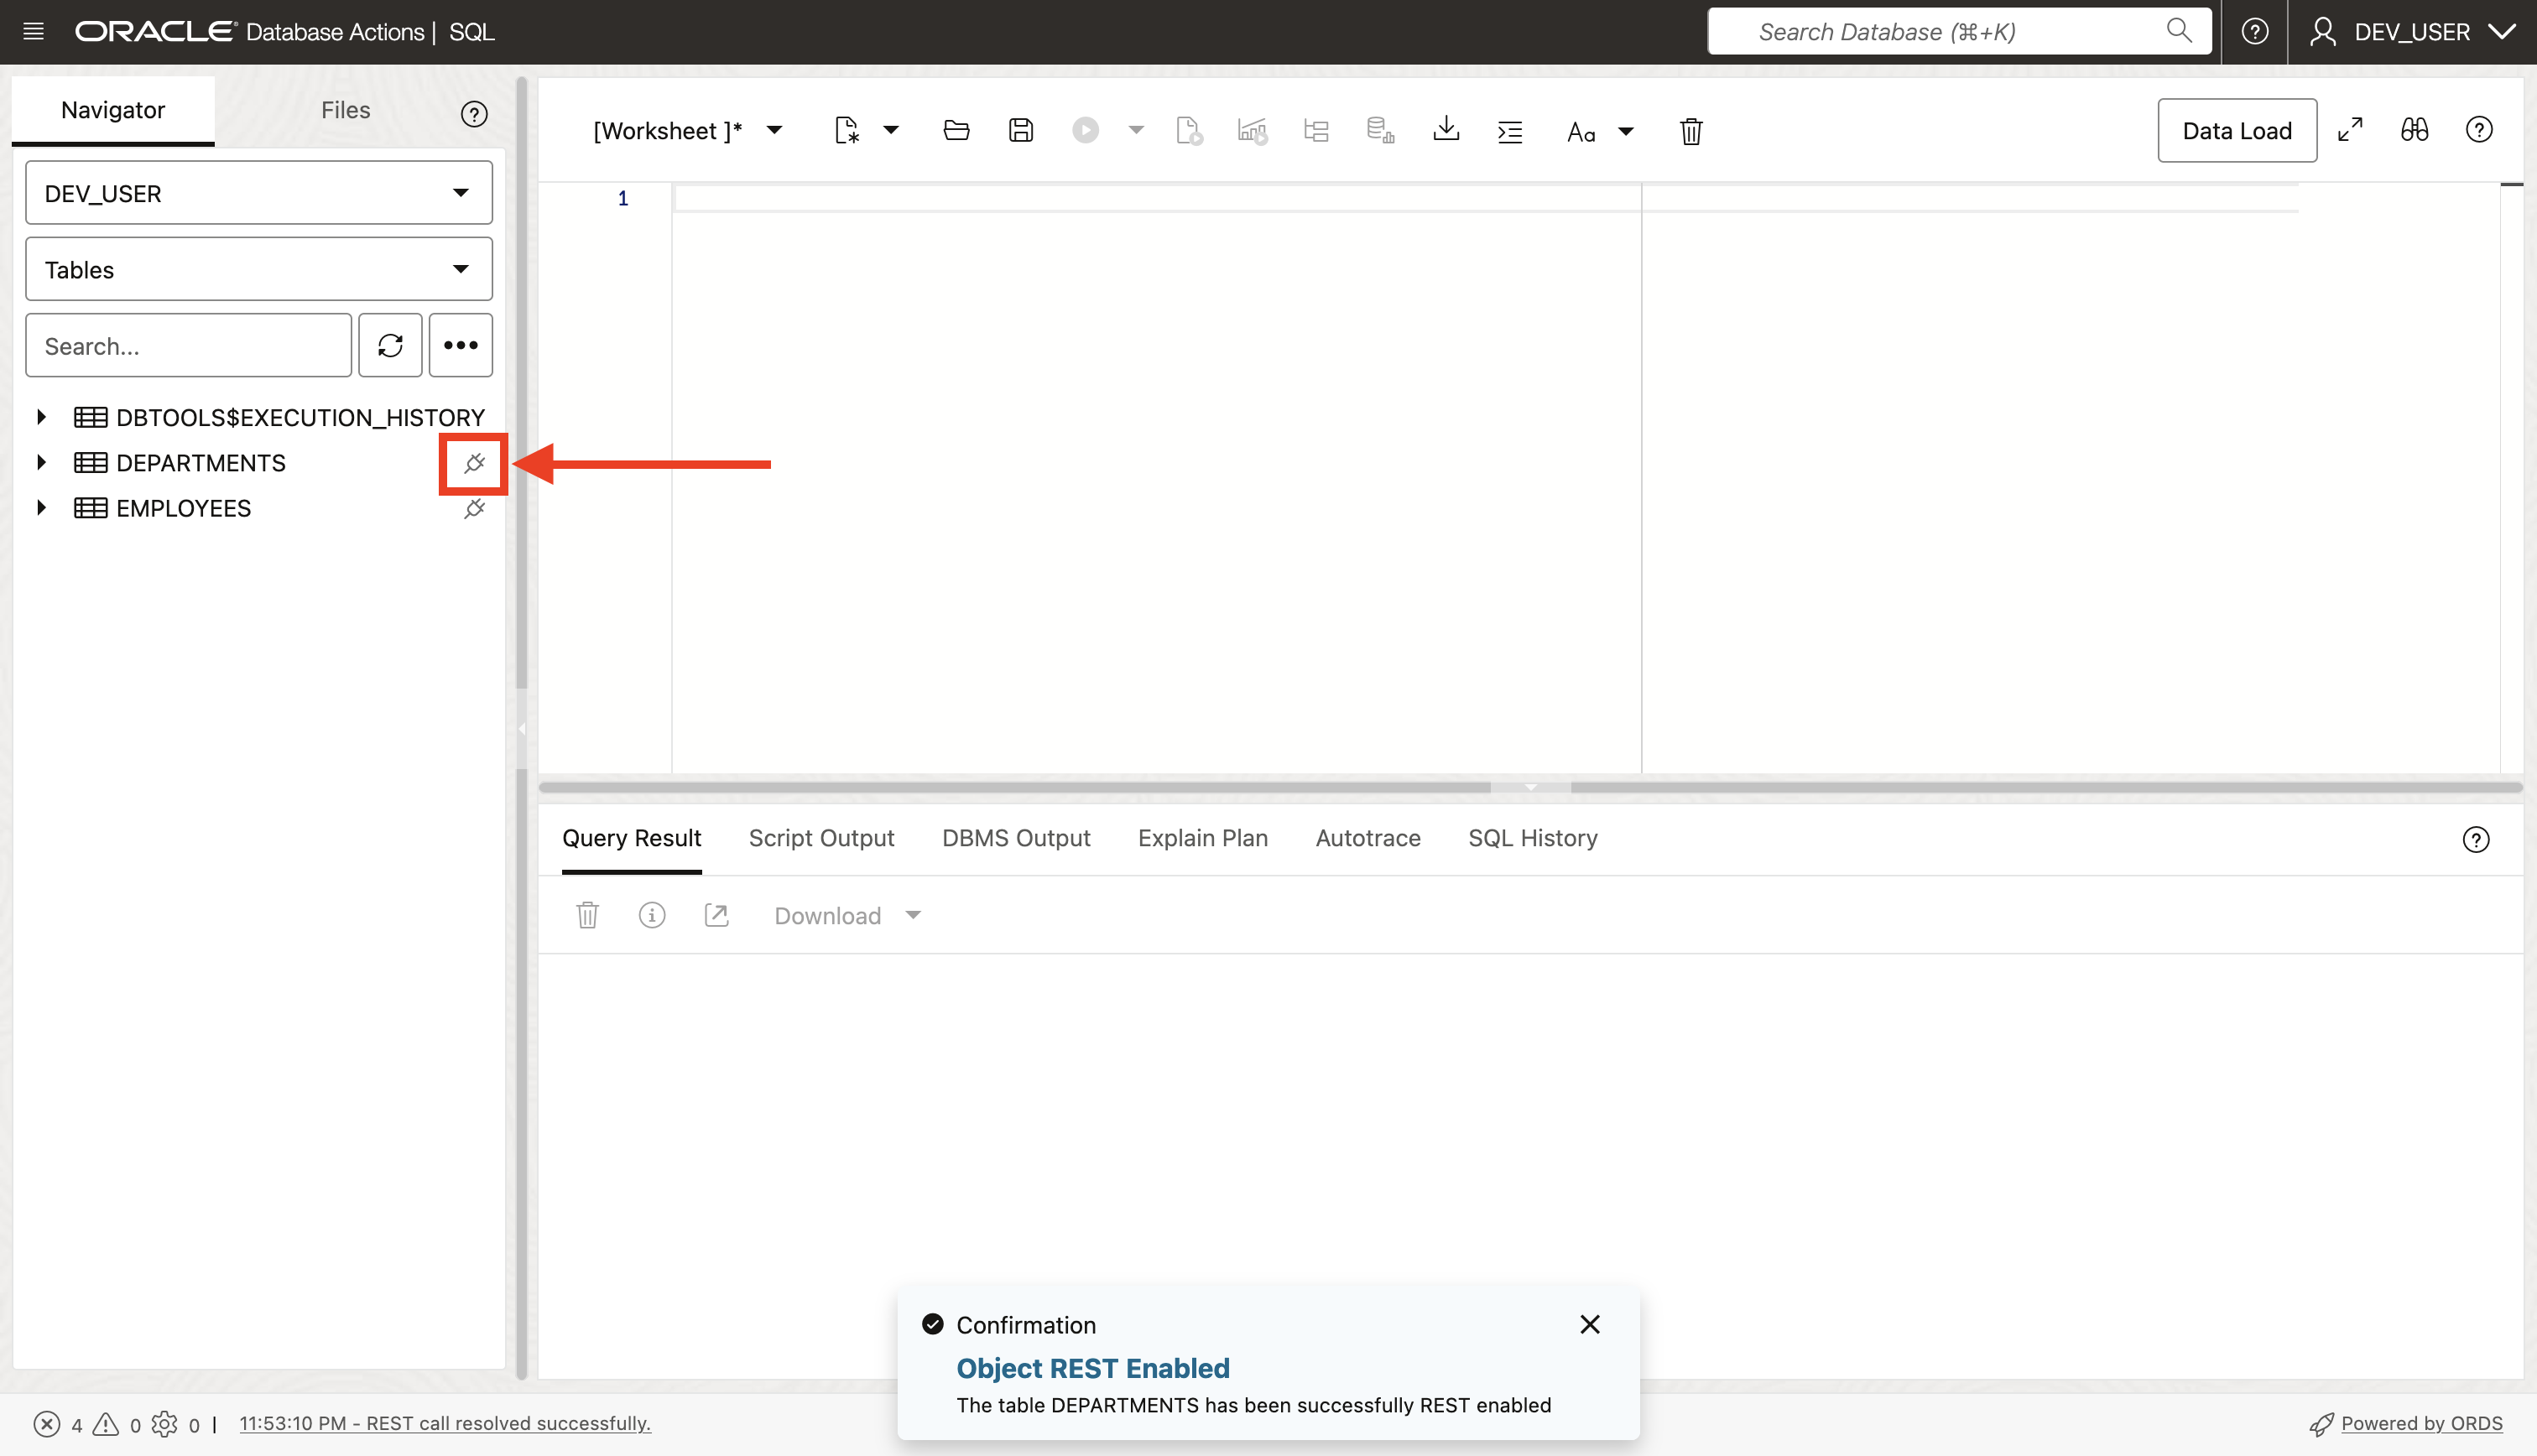 ORACLE Database Actions | SQL
Search Database (⌘+K)
DEV_USER
Navigator
Files
DEV_USER
Tables
Search...
DBTOOLS$EXECUTION_HISTORY
DEPARTMENTS
EMPLOYEES
[Worksheet ]*
Aa
Data Load
1
Query Result
Script Output
DBMS Output
Explain Plan
Autotrace
SQL History
Download
Confirmation
Object REST Enabled
The table DEPARTMENTS has been successfully REST enabled
4 0 0 | 11:53:10 PM - REST call resolved successfully.
Powered by ORDS